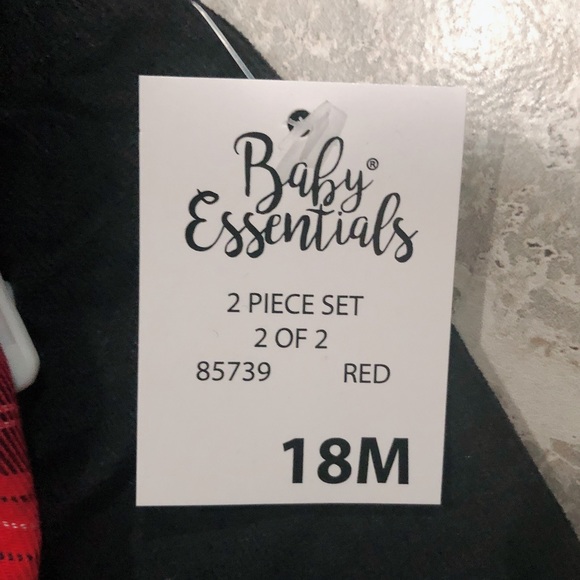 Baby®
Essentials
2 PIECE SET
2 OF 2
85739 RED
18M